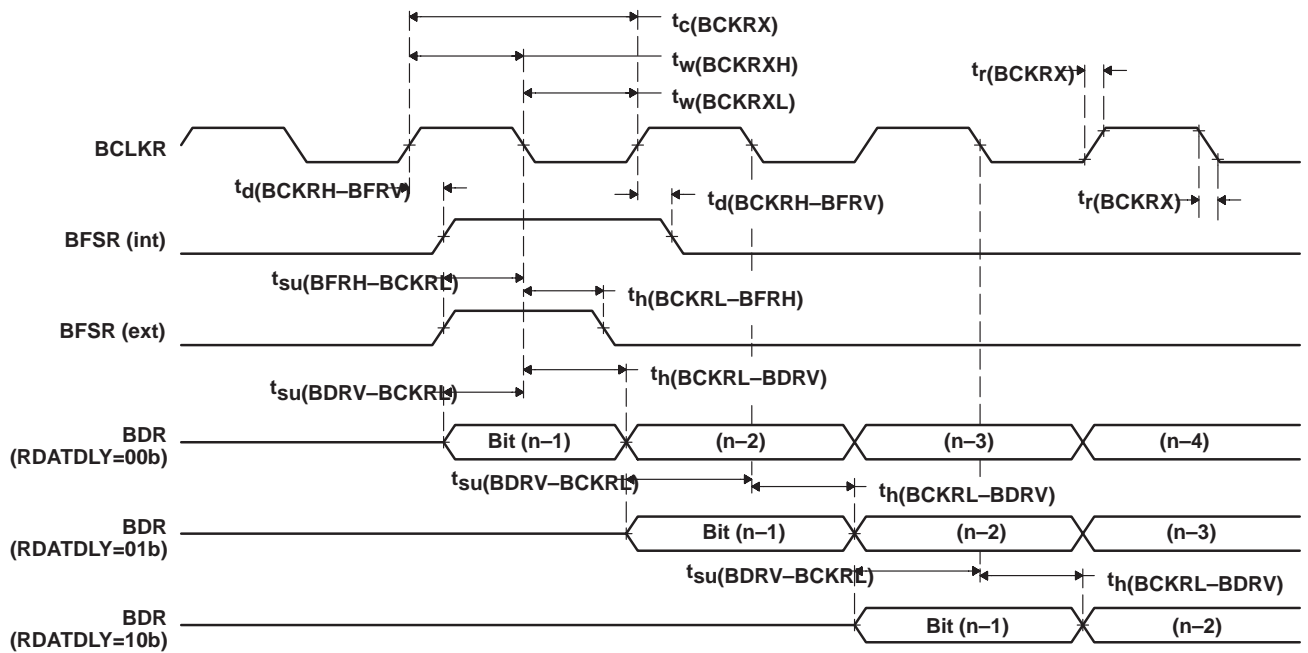 tc(BCKRX)
tw(BCKRXH)
tr(BCKRX)
tw(BCKRXL)
BCLKR
td(BCKRH–BFRV)
td(BCKRH–BFRV)
tr(BCKRX)
BFSR (int)
tsu(BFRH–BCKRL)
th(BCKRL–BFRH)
BFSR (ext)
th(BCKRL–BDRV)
tsu(BDRV–BCKRL)
BDR
(RDATDLY=00b)
Bit (n–1)
(n–2)
(n–3)
(n–4)
tsu(BDRV–BCKRL)
th(BCKRL–BDRV)
BDR
(RDATDLY=01b)
Bit (n–1)
(n–2)
(n–3)
tsu(BDRV–BCKRL)
th(BCKRL–BDRV)
BDR
(RDATDLY=10b)
Bit (n–1)
(n–2)